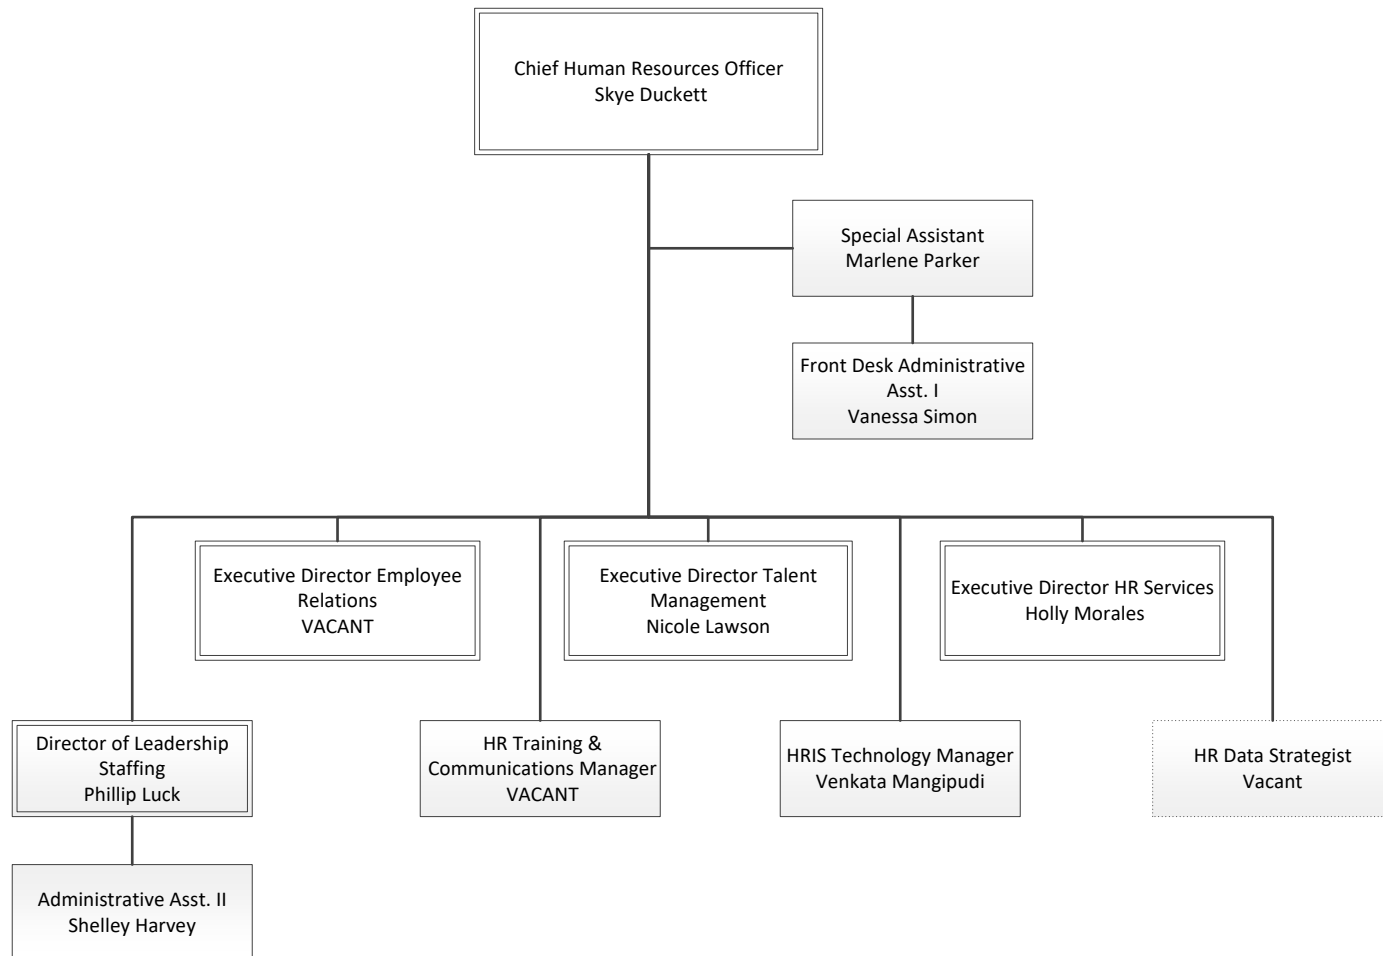 Chief Human Resources Officer
Skye Duckett
Special Assistant
Marlene Parker
Front Desk Administrative
Asst. I
Vanessa Simon
Executive Director Employee
Relations
VACANT
Executive Director Talent
Management
Nicole Lawson
Executive Director HR Services
Holly Morales
Director of Leadership
Staffing
Phillip Luck
HR Training &
Communications Manager
VACANT
HRIS Technology Manager
Venkata Mangipudi
HR Data Strategist
Vacant
Administrative Asst. II
Shelley Harvey